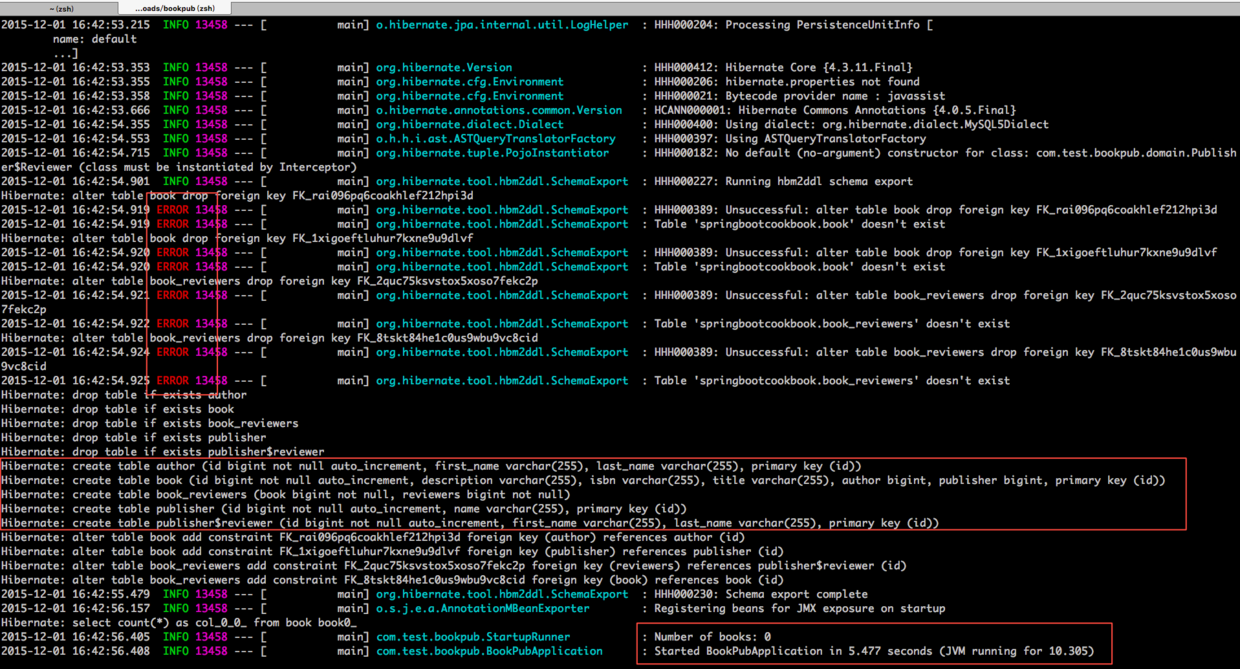 ~ (zsh) ...oads/bookpub (zsh)
2015-12-01 16:42:53.215 INFO 13458 --- [ main] o.hibernate.jpa.internal.util.LogHelper : HHH000204: Processing PersistenceUnitInfo [
name: default
...]
2015-12-01 16:42:53.353 INFO 13458 --- [ main] org.hibernate.Version : HHH000412: Hibernate Core {4.3.11.Final}
2015-12-01 16:42:53.356 INFO 13458 --- [ main] org.hibernate.cfg.Environment : HHH000206: hibernate.properties not found
2015-12-01 16:42:53.358 INFO 13458 --- [ main] org.hibernate.cfg.Environment : HHH000021: Bytecode provider name : javassist
2015-12-01 16:42:53.666 INFO 13458 --- [ main] o.hibernate.annotations.common.Version : HCANN000001: Hibernate Commons Annotations {4.0.5.Final}
2015-12-01 16:42:54.355 INFO 13458 --- [ main] org.hibernate.dialect.Dialect : HHH000400: Using dialect: org.hibernate.dialect.MySQL5Dialect
2015-12-01 16:42:54.553 INFO 13458 --- [ main] o.h.h.i.ast.ASTQueryTranslatorFactory : HHH000397: Using ASTQueryTranslatorFactory
2015-12-01 16:42:54.715 INFO 13458 --- [ main] org.hibernate.tuple.PojoInstantiator : HHH000182: No default (no-argument) constructor for class: com.test.bookpub.domain.Publish
er$Reviewer (class must be instantiated by Interceptor)
2015-12-01 16:42:54.901 INFO 13458 --- [ main] org.hibernate.tool.hbm2ddl.SchemaExport : HHH000227: Running hbm2ddl schema export
Hibernate: alter table book drop foreign key FK_rai096pq6coakhlef212hpi3d
2015-12-01 16:42:54.919 ERROR 13458 --- [ main] org.hibernate.tool.hbm2ddl.SchemaExport : HHH000389: Unsuccessful: alter table book drop foreign key FK_rai096pq6coakhlef212hpi3d
2015-12-01 16:42:54.919 ERROR 13458 --- [ main] org.hibernate.tool.hbm2ddl.SchemaExport : Table 'springbootcookbook.book' doesn't exist
Hibernate: alter table book drop foreign key FK_1xigoeftluhur7kxne9u9dlvf
2015-12-01 16:42:54.920 ERROR 13458 --- [ main] org.hibernate.tool.hbm2ddl.SchemaExport : HHH000389: Unsuccessful: alter table book drop foreign key FK_1xigoeftluhur7kxne9u9dlvf
2015-12-01 16:42:54.920 ERROR 13458 --- [ main] org.hibernate.tool.hbm2ddl.SchemaExport : Table 'springbootcookbook.book' doesn't exist
Hibernate: alter table book_reviewers drop foreign key FK_2quc75ksvstox5xoso7fekc2p
2015-12-01 16:42:54.921 ERROR 13458 --- [ main] org.hibernate.tool.hbm2ddl.SchemaExport : HHH000389: Unsuccessful: alter table book_reviewers drop foreign key FK_2quc75ksvstox5xoso
7fekc2p
2015-12-01 16:42:54.922 ERROR 13458 --- [ main] org.hibernate.tool.hbm2ddl.SchemaExport : Table 'springbootcookbook.book_reviewers' doesn't exist
Hibernate: alter table book_reviewers drop foreign key FK_8tskt84he1c0us9wbu9vc8cid
2015-12-01 16:42:54.924 ERROR 13458 --- [ main] org.hibernate.tool.hbm2ddl.SchemaExport : HHH000389: Unsuccessful: alter table book_reviewers drop foreign key FK_8tskt84he1c0us9wbu
9vc8cid
2015-12-01 16:42:54.925 ERROR 13458 --- [ main] org.hibernate.tool.hbm2ddl.SchemaExport : Table 'springbootcookbook.book_reviewers' doesn't exist
Hibernate: drop table if exists author
Hibernate: drop table if exists book
Hibernate: drop table if exists book_reviewers
Hibernate: drop table if exists publisher
Hibernate: drop table if exists publisher$reviewer
Hibernate: create table author (id bigint not null auto_increment, first_name varchar(255), last_name varchar(255), primary key (id))
Hibernate: create table book (id bigint not null auto_increment, description varchar(255), isbn varchar(255), title varchar(255), author bigint, publisher bigint, primary key (id))
Hibernate: create table book_reviewers (book bigint not null, reviewers bigint not null)
Hibernate: create table publisher (id bigint not null auto_increment, name varchar(255), primary key (id))
Hibernate: create table publisher$reviewer (id bigint not null auto_increment, first_name varchar(255), last_name varchar(255), primary key (id))
Hibernate: alter table book add constraint FK_rai096pq6coakhlef212hpi3d foreign key (author) references author (id)
Hibernate: alter table book add constraint FK_1xigoeftluhur7kxne9u9dlvf foreign key (publisher) references publisher (id)
Hibernate: alter table book_reviewers add constraint FK_2quc75ksvstox5xoso7fekc2p foreign key (reviewers) references publisher$reviewer (id)
Hibernate: alter table book_reviewers add constraint FK_8tskt84he1c0us9wbu9vc8cid foreign key (book) references book (id)
2015-12-01 16:42:55.479 INFO 13458 --- [ main] org.hibernate.tool.hbm2ddl.SchemaExport : HHH000230: Schema export complete
2015-12-01 16:42:56.157 INFO 13458 --- [ main] o.s.j.e.a.AnnotationMBeanExporter : Registering beans for JMX exposure on startup
Hibernate: select count(*) as col_0_0_ from book book0_
2015-12-01 16:42:56.405 INFO 13458 --- [ main] com.test.bookpub.StartupRunner : Number of books: 0
2015-12-01 16:42:56.408 INFO 13458 --- [ main] com.test.bookpub.BookPubApplication : Started BookPubApplication in 5.477 seconds (JVM running for 10.305)